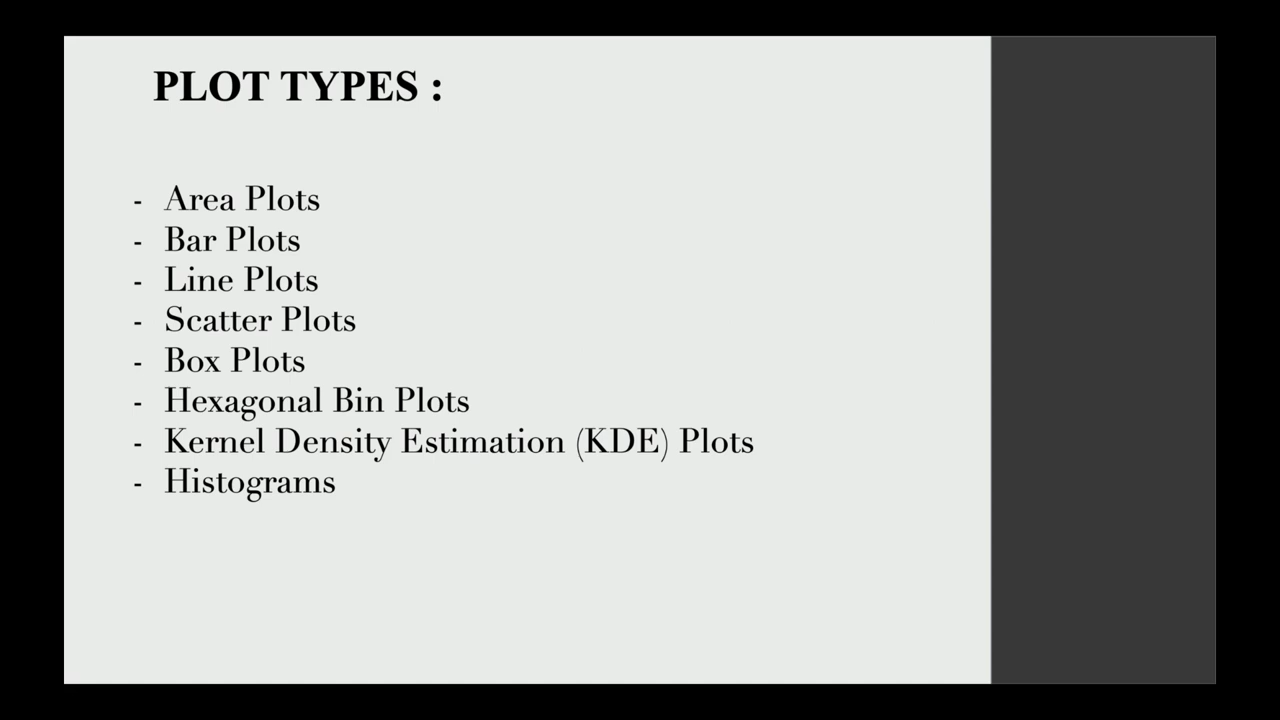 PLOT TYPES :
- Area Plots
- Bar Plots
- Line Plots
- Scatter Plots
- Box Plots
- Hexagonal Bin Plots
- Kernel Density Estimation (KDE) Plots
- Histograms